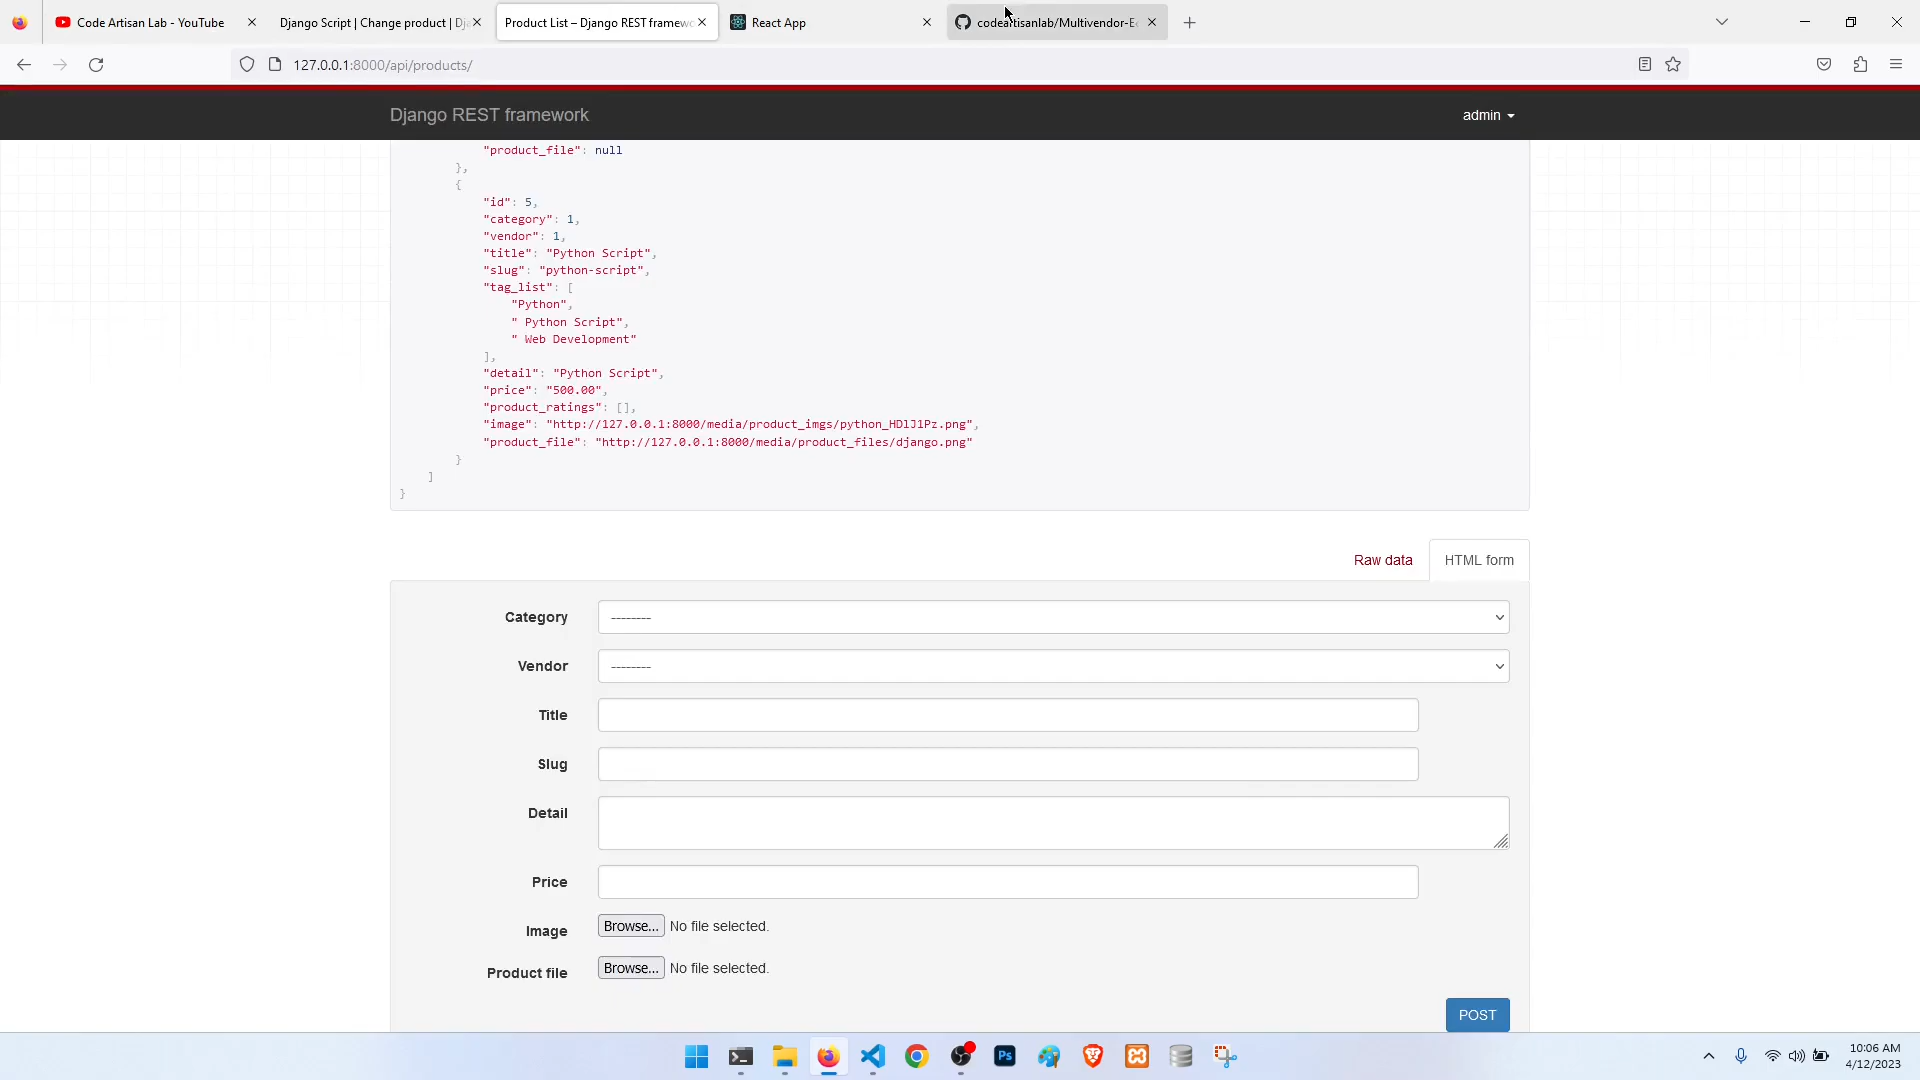 Code Artisan Lab - YouTube
Django Script | Change product | Dj
Product List – Django REST framewo
React App
codeartisanlab/Multivendor-Ec
127.0.0.1:8000/api/products/
Django REST framework
admin
"product_file": null
},
{
"id": 5,
"category": 1,
"vendor": 1,
"title": "Python Script",
"slug": "python-script",
"tag_list": [
"Python",
" Python Script",
" Web Development"
],
"detail": "Python Script",
"price": "500.00",
"product_ratings": [],
"image": "http://127.0.0.1:8000/media/product_imgs/python_HDlJ1Pz.png",
"product_file": "http://127.0.0.1:8000/media/product_files/django.png"
}
]
}
Raw data
HTML form
Category
--------
Vendor
--------
Title
Slug
Detail
Price
Image
Browse... No file selected.
Product file
Browse... No file selected.
POST
Ps
10:06 AM
4/12/2023